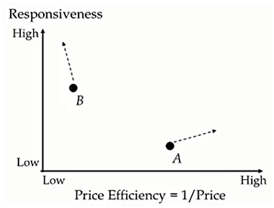 Responsiveness
High
B
A
Low
Low
High
Price Efficiency = 1/Price